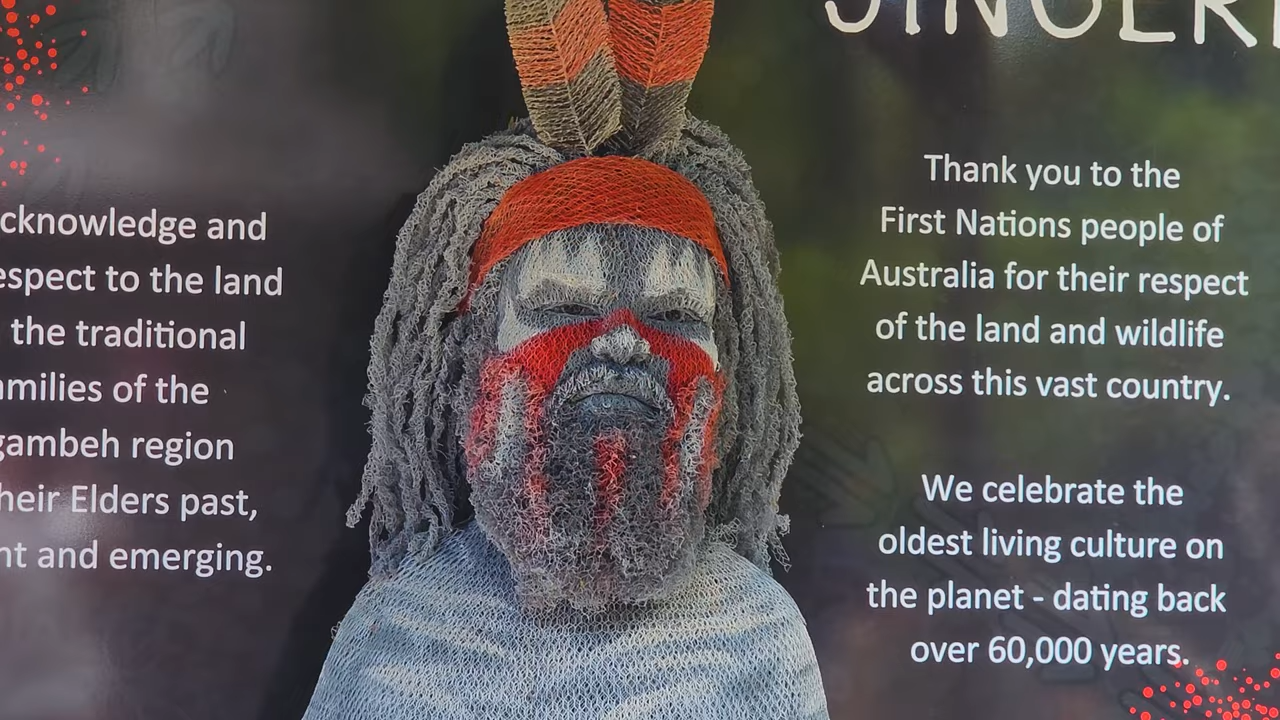 cknowledge and
espect to the land
the traditional
amilies of the
gambeh region
heir Elders past,
nt and emerging.
Thank you to the
First Nations people of
Australia for their respect
of the land and wildlife
across this vast country.
We celebrate the
oldest living culture on
the planet - dating back
over 60,000 years.